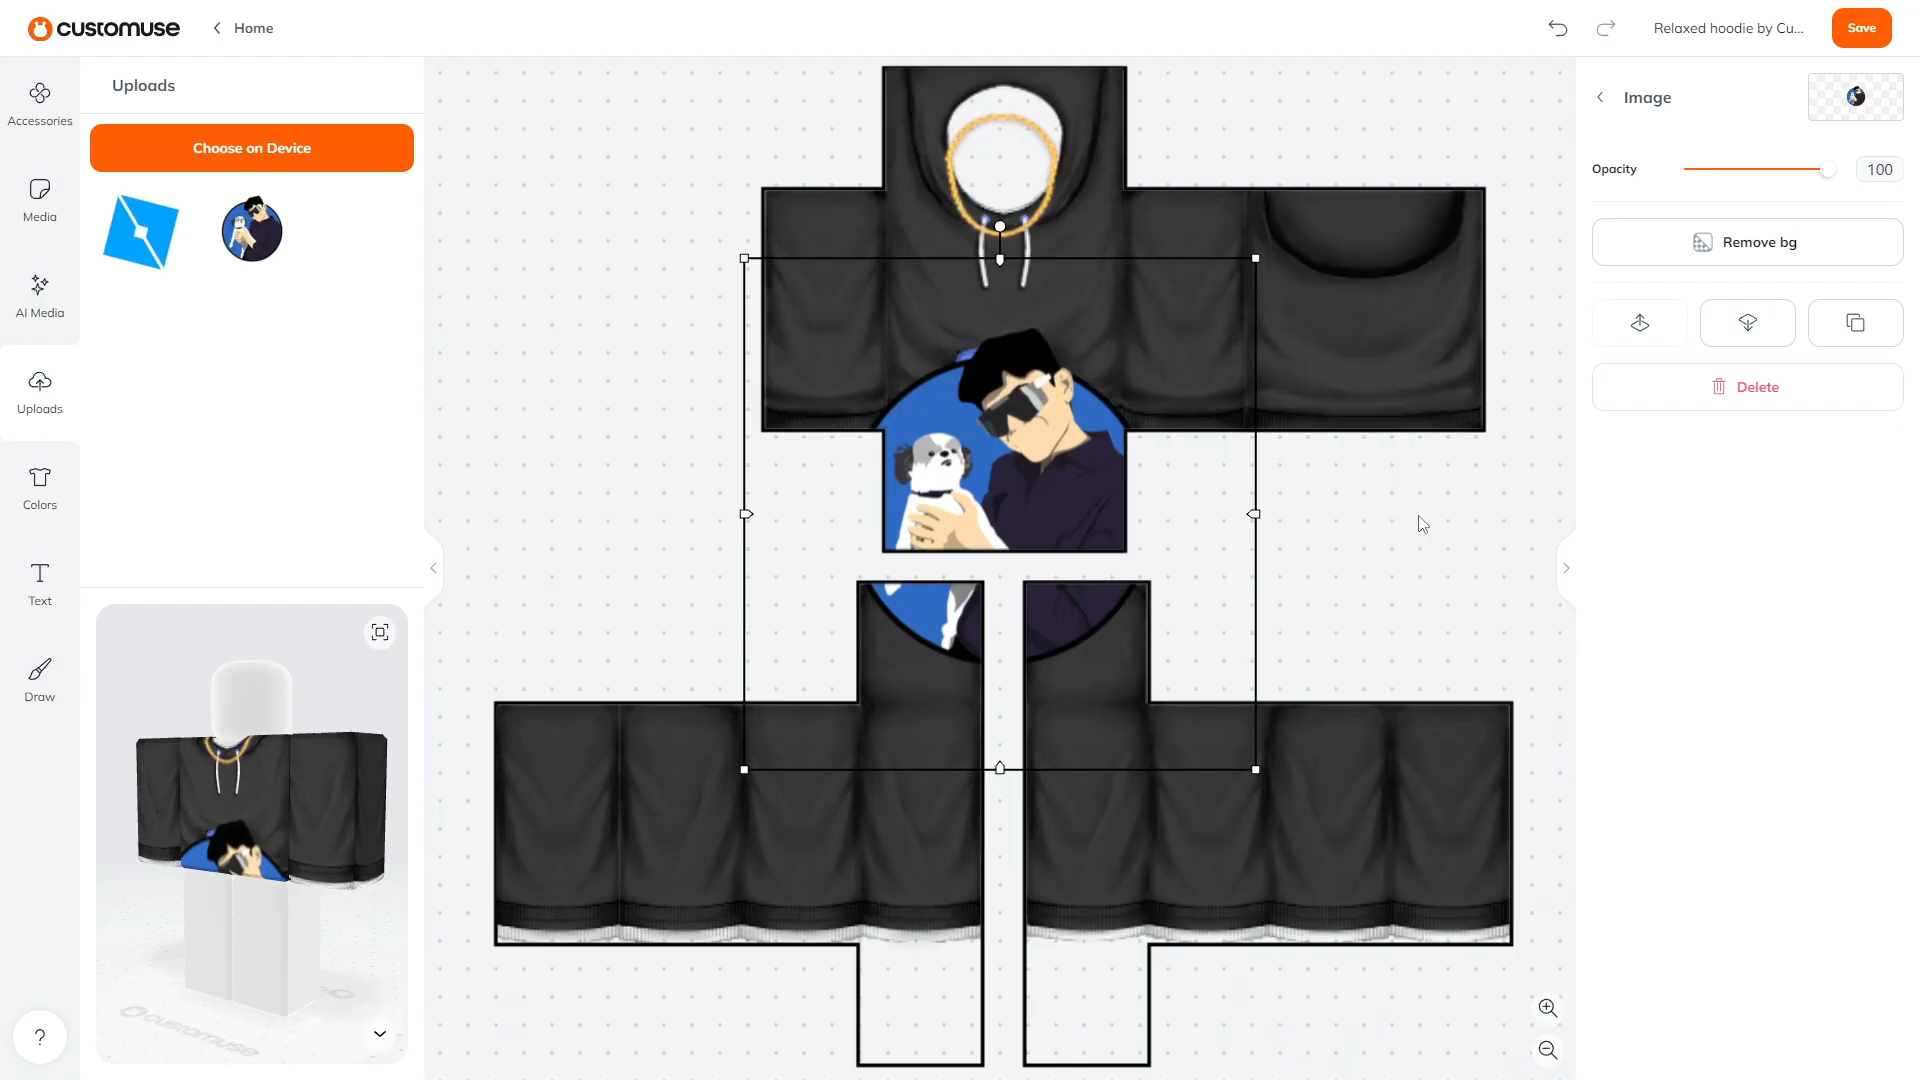 customuse
Home
Relaxed hoodie by Cu...
Save
Uploads
Image
Accessories
Choose on Device
Opacity
100
Media
Remove bg
AI Media
Uploads
Delete
Colors
Text
Draw
customuse
?